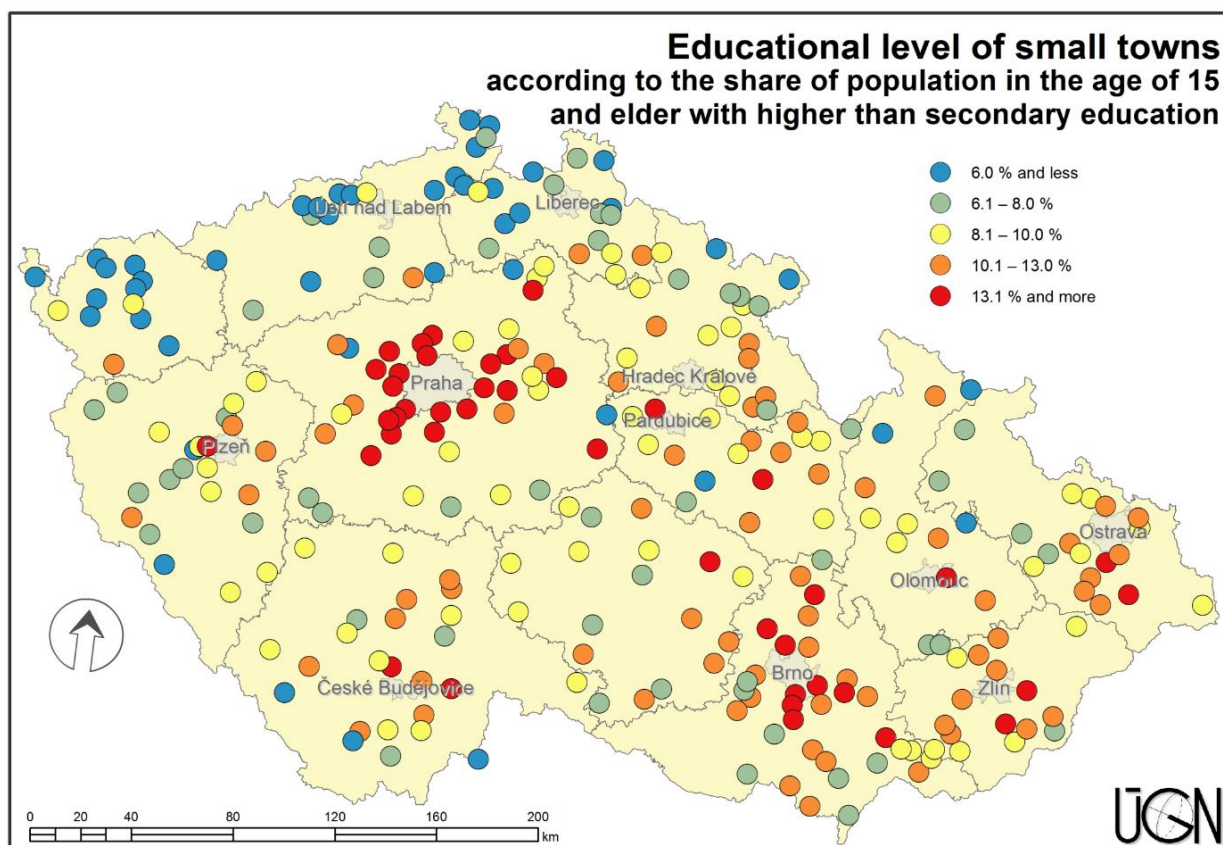 Educational level of small towns
according to the share of population in the age of 15
and elder with higher than secondary education
6.0 % and less
6.1 – 8.0 %
8.1 – 10.0 %
10.1 – 13.0 %
13.1 % and more
Ústí nad Labem
Liberec
Praha
Hradec Králové
Pardubice
Plzeň
Ostrava
Olomouc
Brno
České Budějovice
Zlín
0 40 80 120 160 200
km
ÚGN